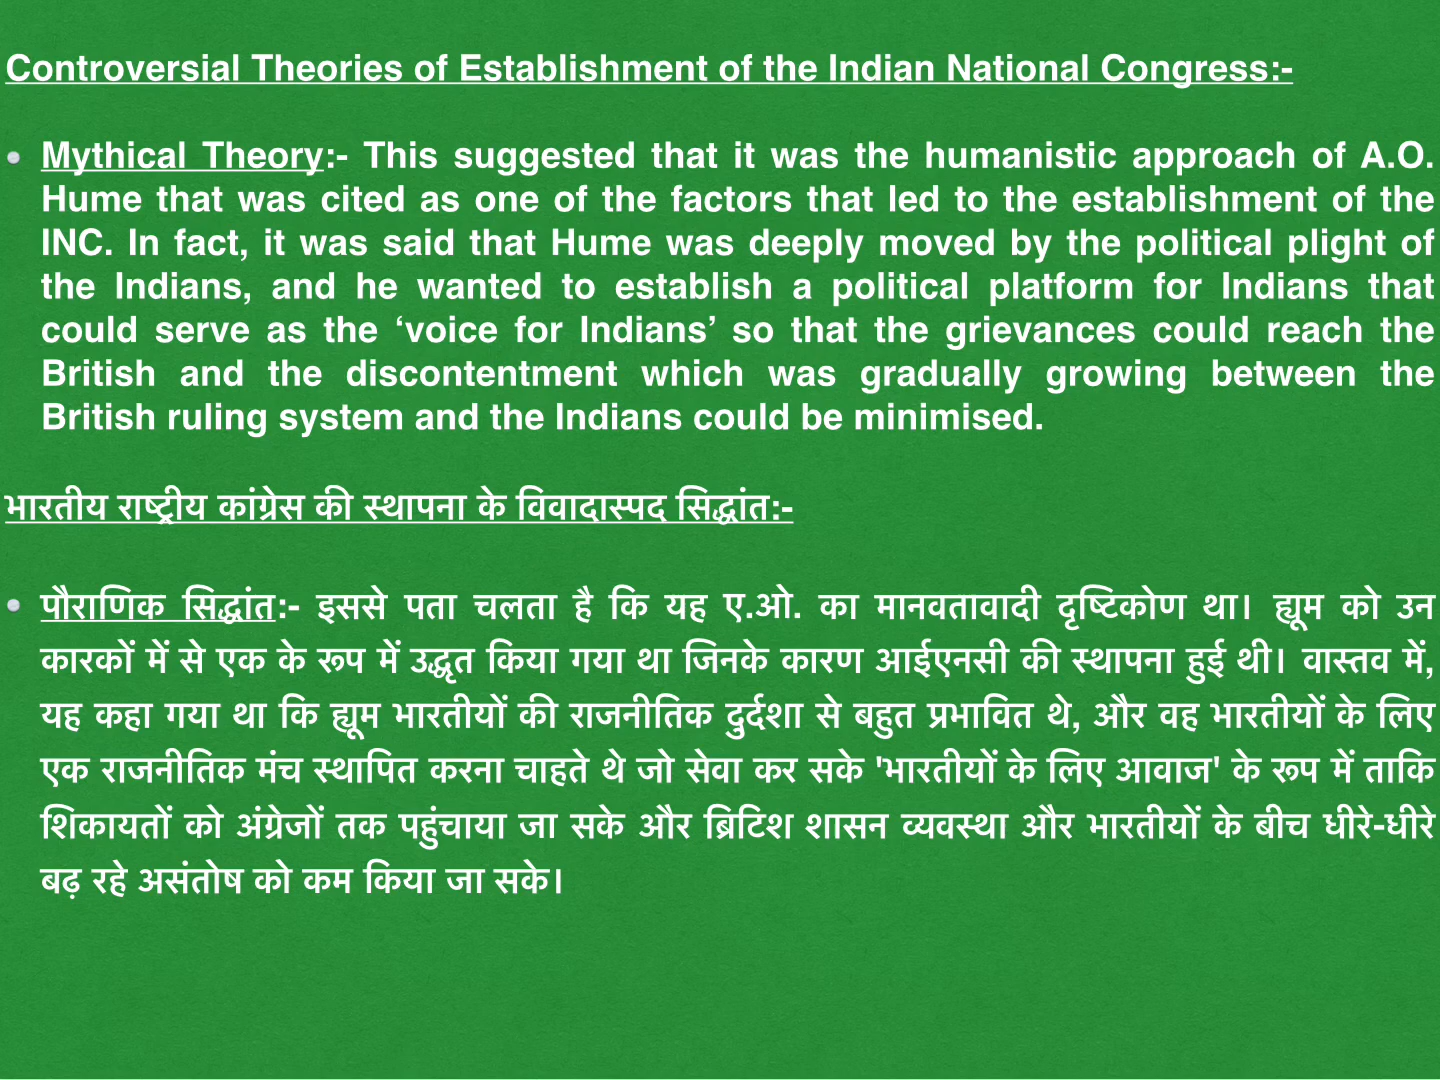 Controversial Theories of Establishment of the Indian National Congress:-
Mythical Theory:- This suggested that it was the humanistic approach of A.O.
Hume that was cited as one of the factors that led to the establishment of the
INC. In fact, it was said that Hume was deeply moved by the political plight of
the Indians, and he wanted to establish a political platform for Indians that
could serve as the ‘voice for Indians’ so that the grievances could reach the
British and the discontentment which was gradually growing between the
British ruling system and the Indians could be minimised.
भारतीय राष्ट्रीय कांग्रेस की स्थापना के विवादास्पद सिद्धांत:-
पौराणिक सिद्धांत:- इससे पता चलता है कि यह ए.ओ. का मानवतावादी दृष्टिकोण था। ह्यूम को उन
कारकों में से एक के रूप में उद्धृत किया गया था जिनके कारण आईएनसी की स्थापना हुई थी। वास्तव में,
यह कहा गया था कि ह्यूम भारतीयों की राजनीतिक दुर्दशा से बहुत प्रभावित थे, और वह भारतीयों के लिए
एक राजनीतिक मंच स्थापित करना चाहते थे जो सेवा कर सके 'भारतीयों के लिए आवाज' के रूप में ताकि
शिकायतों को अंग्रेजों तक पहुंचाया जा सके और ब्रिटिश शासन व्यवस्था और भारतीयों के बीच धीरे-धीरे
बढ़ रहे असंतोष को कम किया जा सके।